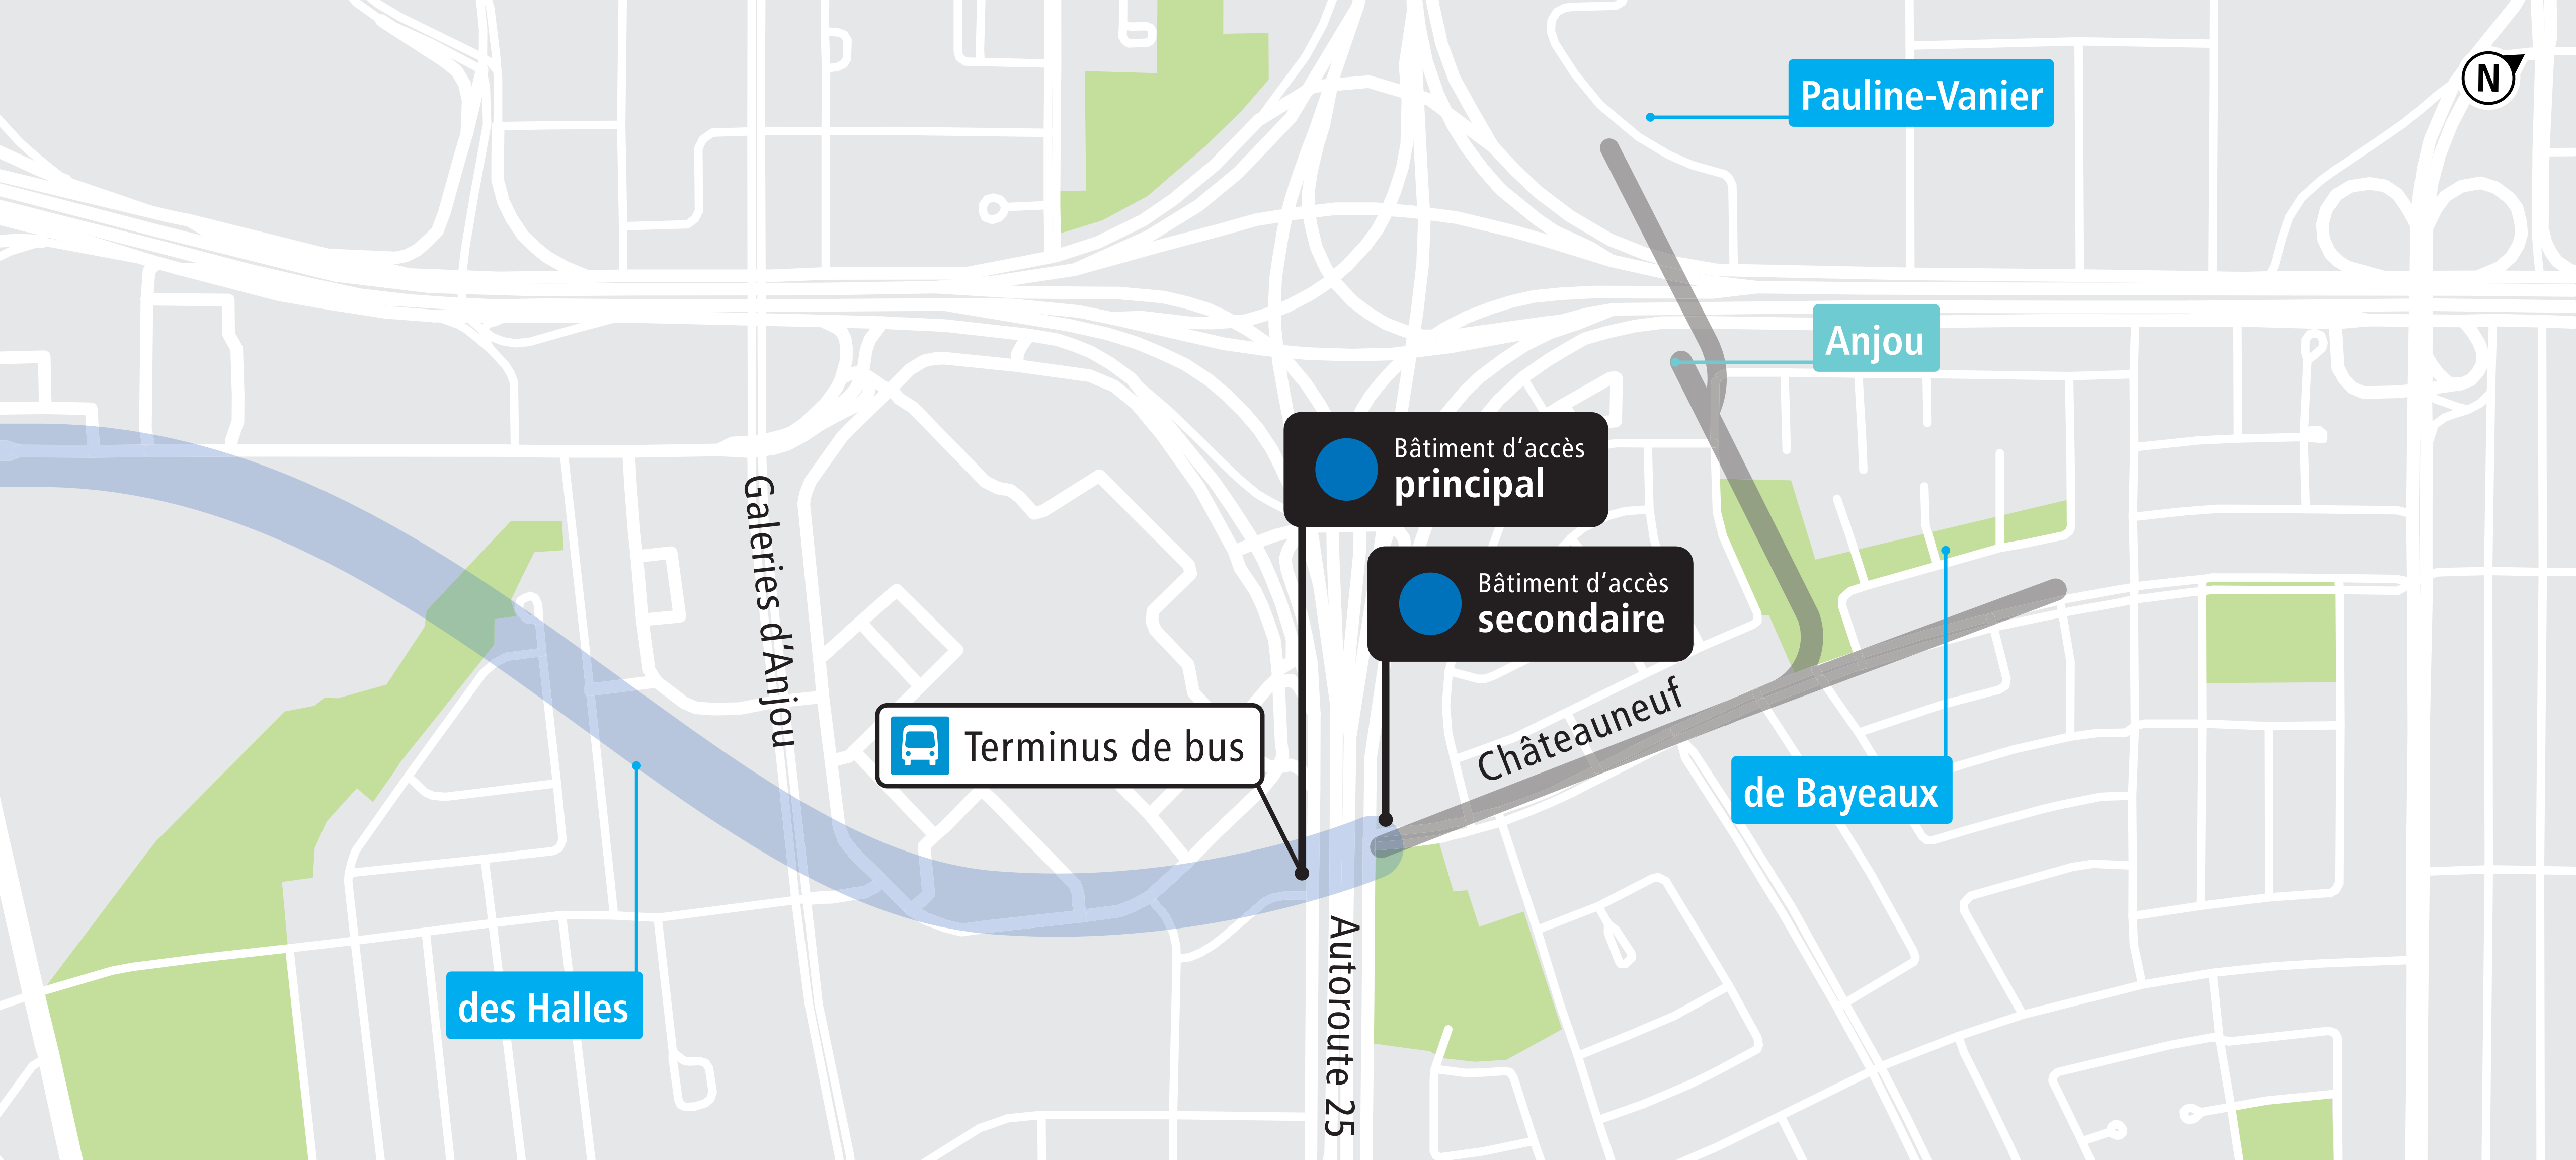 Pauline-Vanier
N
Anjou
Bâtiment d‘accès
principal
Bâtiment d‘accès
secondaire
Galeries d‘Anjou
Terminus de bus
Châteauneuf
de Bayeaux
des Halles
Autoroute 25